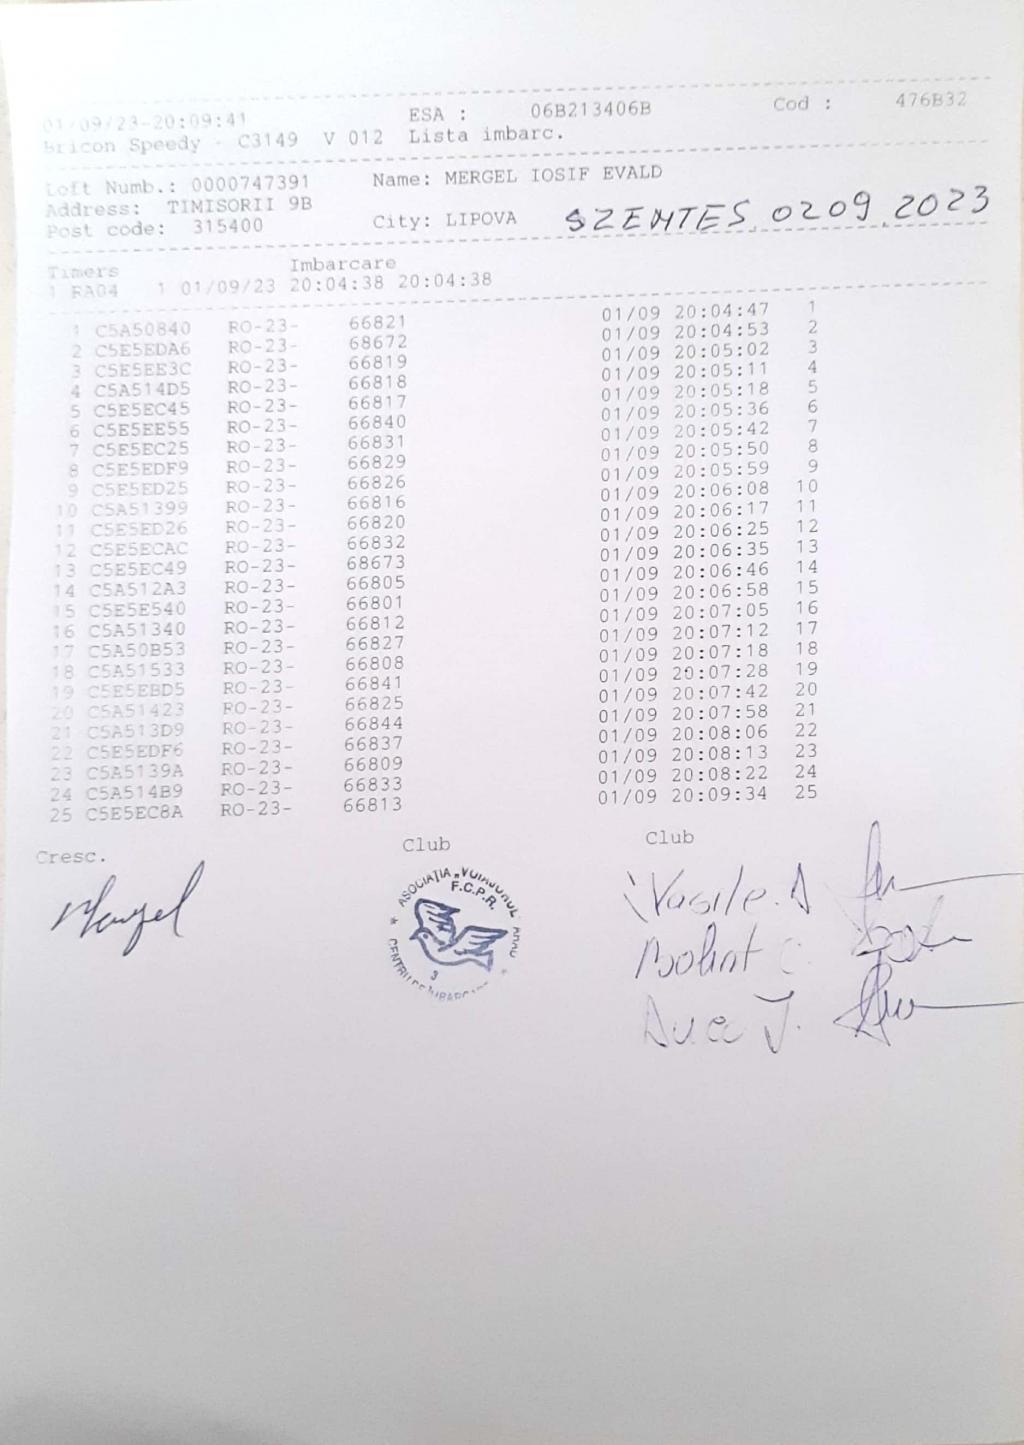 01/09/23-20:09:41 ESA : 06B213406B Cod : 476B32
Bricon Speedy - C3149 V 012 Lista imbarc.
Loft Numb.: 0000747391 Name: MERGEL IOSIF EVALD
Address: TIMISORII 9B
Post code: 315400 City: LIPOVA SZENTES 02 09 2023
Timers Imbarcare
1 RA04 1 01/09/23 20:04:38 20:04:38
1 C5A50840 RO-23- 66821 01/09 20:04:47 1
2 C5E5EDA6 RO-23- 68672 01/09 20:04:53 2
3 C5E5EE3C RO-23- 66819 01/09 20:05:02 3
4 C5A514D5 RO-23- 66818 01/09 20:05:11 4
5 C5E5EC45 RO-23- 66817 01/09 20:05:18 5
6 C5E5EE55 RO-23- 66840 01/09 20:05:36 6
7 C5E5EC25 RO-23- 66831 01/09 20:05:42 7
8 C5E5EDF9 RO-23- 66829 01/09 20:05:50 8
9 C5E5ED25 RO-23- 66826 01/09 20:05:59 9
10 C5A51399 RO-23- 66816 01/09 20:06:08 10
11 C5E5ED26 RO-23- 66820 01/09 20:06:17 11
12 C5E5ECAC RO-23- 66832 01/09 20:06:25 12
13 C5E5EC49 RO-23- 68673 01/09 20:06:35 13
14 C5A512A3 RO-23- 66805 01/09 20:06:46 14
15 C5E5E540 RO-23- 66801 01/09 20:06:58 15
16 C5A51340 RO-23- 66812 01/09 20:07:05 16
17 C5A50B53 RO-23- 66827 01/09 20:07:12 17
18 C5A51533 RO-23- 66808 01/09 20:07:18 18
19 C5E5EBD5 RO-23- 66841 01/09 20:07:28 19
20 C5A51423 RO-23- 66825 01/09 20:07:42 20
21 C5A513D9 RO-23- 66844 01/09 20:07:58 21
22 C5E5EDF6 RO-23- 66837 01/09 20:08:06 22
23 C5A5139A RO-23- 66809 01/09 20:08:13 23
24 C5A514B9 RO-23- 66833 01/09 20:08:22 24
25 C5E5EC8A RO-23- 66813 01/09 20:09:34 25
Cresc. Club Club
Mergel
ASOCIAȚIA „VOIAJORUL" ARAD
F.C.P.R.
3
CENTRU DE IMBARCARE
Vasile. A
Bolint C.
Duce J.